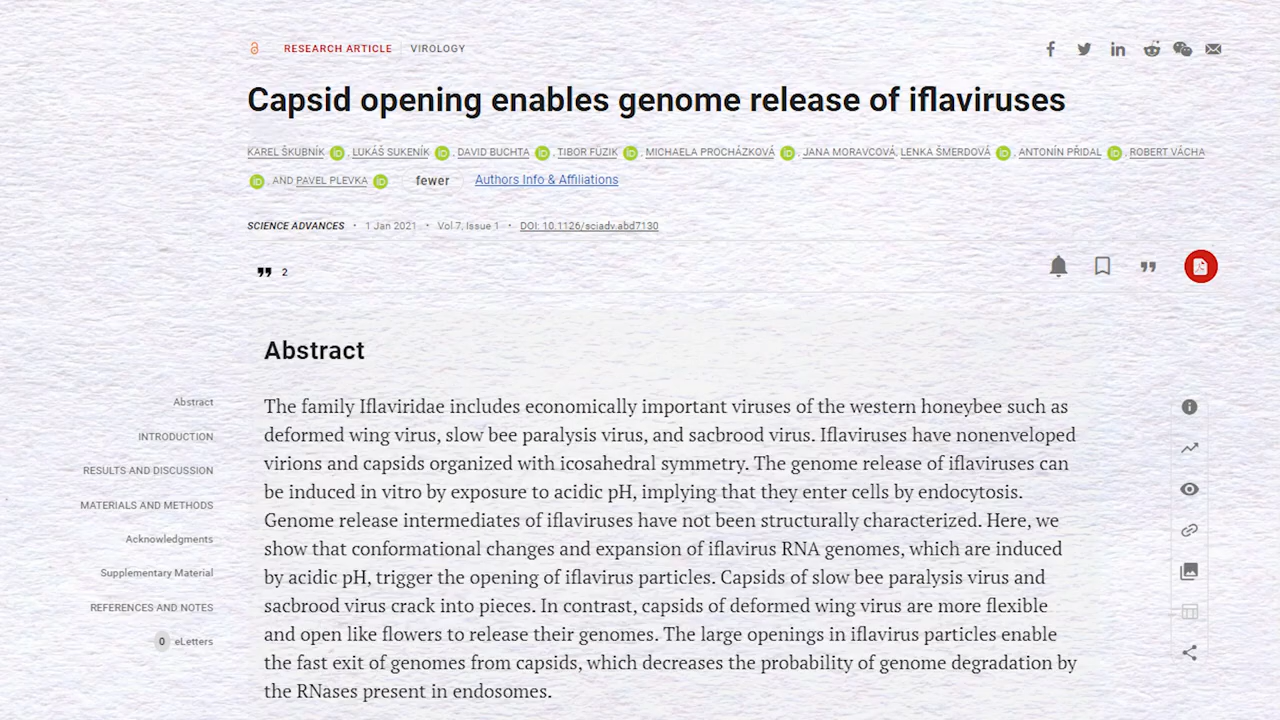 RESEARCH ARTICLE VIROLOGY
Capsid opening enables genome release of iflaviruses
KAREL ŠKUBNÍK, LUKÁŠ SUKENÍK, DAVID BUCHTA, TIBOR FÜZIK, MICHAELA PROCHÁZKOVÁ, JANA MORAVCOVÁ, LENKA ŠMERDOVÁ, ANTONÍN PŘIDAL, ROBERT VÁCHA
AND PAVEL PLEVKA fewer Authors Info & Affiliations
SCIENCE ADVANCES • 1 Jan 2021 • Vol 7, Issue 1 • DOI: 10.1126/sciadv.abd7130
2
Abstract
The family Iflaviridae includes economically important viruses of the western honeybee such as
deformed wing virus, slow bee paralysis virus, and sacbrood virus. Iflaviruses have nonenveloped
virions and capsids organized with icosahedral symmetry. The genome release of iflaviruses can
be induced in vitro by exposure to acidic pH, implying that they enter cells by endocytosis.
Genome release intermediates of iflaviruses have not been structurally characterized. Here, we
show that conformational changes and expansion of iflavirus RNA genomes, which are induced
by acidic pH, trigger the opening of iflavirus particles. Capsids of slow bee paralysis virus and
sacbrood virus crack into pieces. In contrast, capsids of deformed wing virus are more flexible
and open like flowers to release their genomes. The large openings in iflavirus particles enable
the fast exit of genomes from capsids, which decreases the probability of genome degradation by
the RNases present in endosomes.
Abstract
INTRODUCTION
RESULTS AND DISCUSSION
MATERIALS AND METHODS
Acknowledgments
Supplementary Material
REFERENCES AND NOTES
0 eLetters